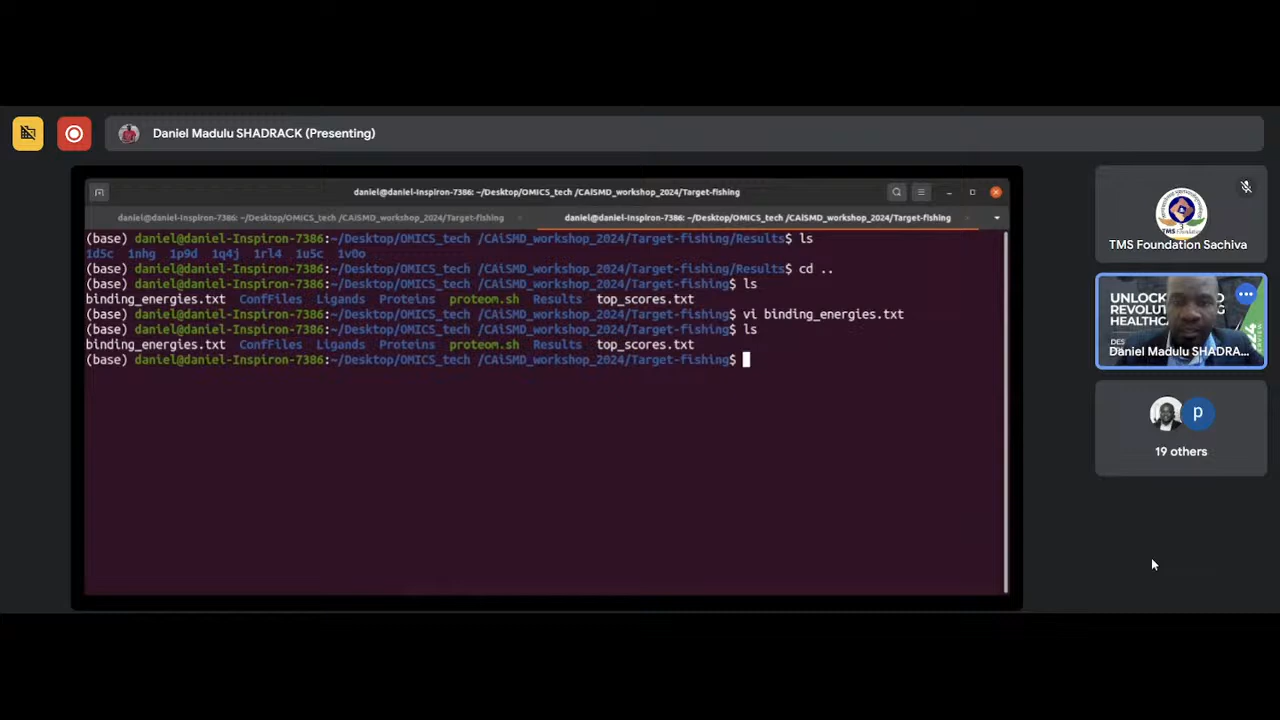 Daniel Madulu SHADRACK (Presenting)
daniel@daniel-Inspiron-7386: ~/Desktop/OMICS_tech /CAiSMD_workshop_2024/Target-fishing
daniel@daniel-Inspiron-7386: ~/Desktop/OMICS_tech /CAiSMD_workshop_2024/Target-fishing
daniel@daniel-Inspiron-7386: ~/Desktop/OMICS_tech /CAiSMD_workshop_2024/Target-fishing
(base) daniel@daniel-Inspiron-7386:~/Desktop/OMICS_tech /CAiSMD_workshop_2024/Target-fishing/Results$ ls
1d5c 1nhg 1p9d 1q4j 1rl4 1u5c 1v0o
(base) daniel@daniel-Inspiron-7386:~/Desktop/OMICS_tech /CAiSMD_workshop_2024/Target-fishing/Results$ cd ..
(base) daniel@daniel-Inspiron-7386:~/Desktop/OMICS_tech /CAiSMD_workshop_2024/Target-fishing$ ls
binding_energies.txt ConfFiles Ligands Proteins proteom.sh Results top_scores.txt
(base) daniel@daniel-Inspiron-7386:~/Desktop/OMICS_tech /CAiSMD_workshop_2024/Target-fishing$ vi binding_energies.txt
(base) daniel@daniel-Inspiron-7386:~/Desktop/OMICS_tech /CAiSMD_workshop_2024/Target-fishing$ ls
binding_energies.txt ConfFiles Ligands Proteins proteom.sh Results top_scores.txt
(base) daniel@daniel-Inspiron-7386:~/Desktop/OMICS_tech /CAiSMD_workshop_2024/Target-fishing$
TMS Foundation Sachiva
UNLOCK
REVOLU
HEALTHCA
Daniel Madulu SHADRA...
p
19 others